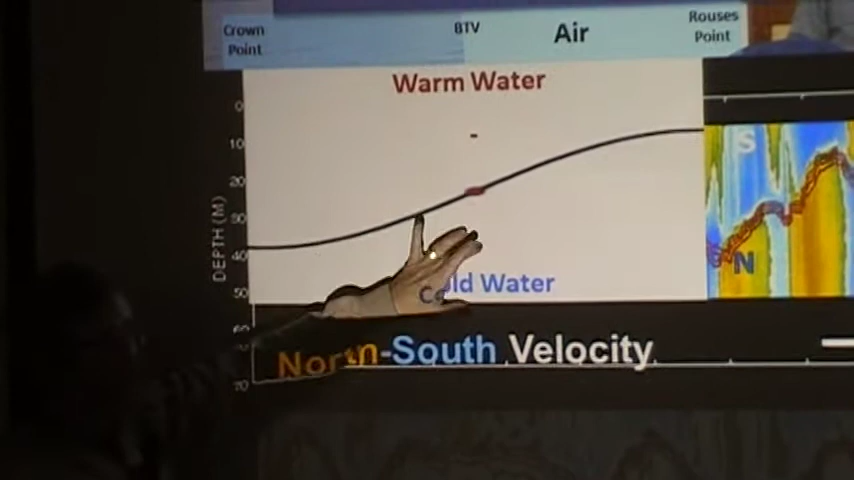 Crown
Point
BTV
Air
Rouses
Point
Warm Water
0
10
20
30
40
50
70
DEPTH (M)
S
N
Cold Water
North-South Velocity